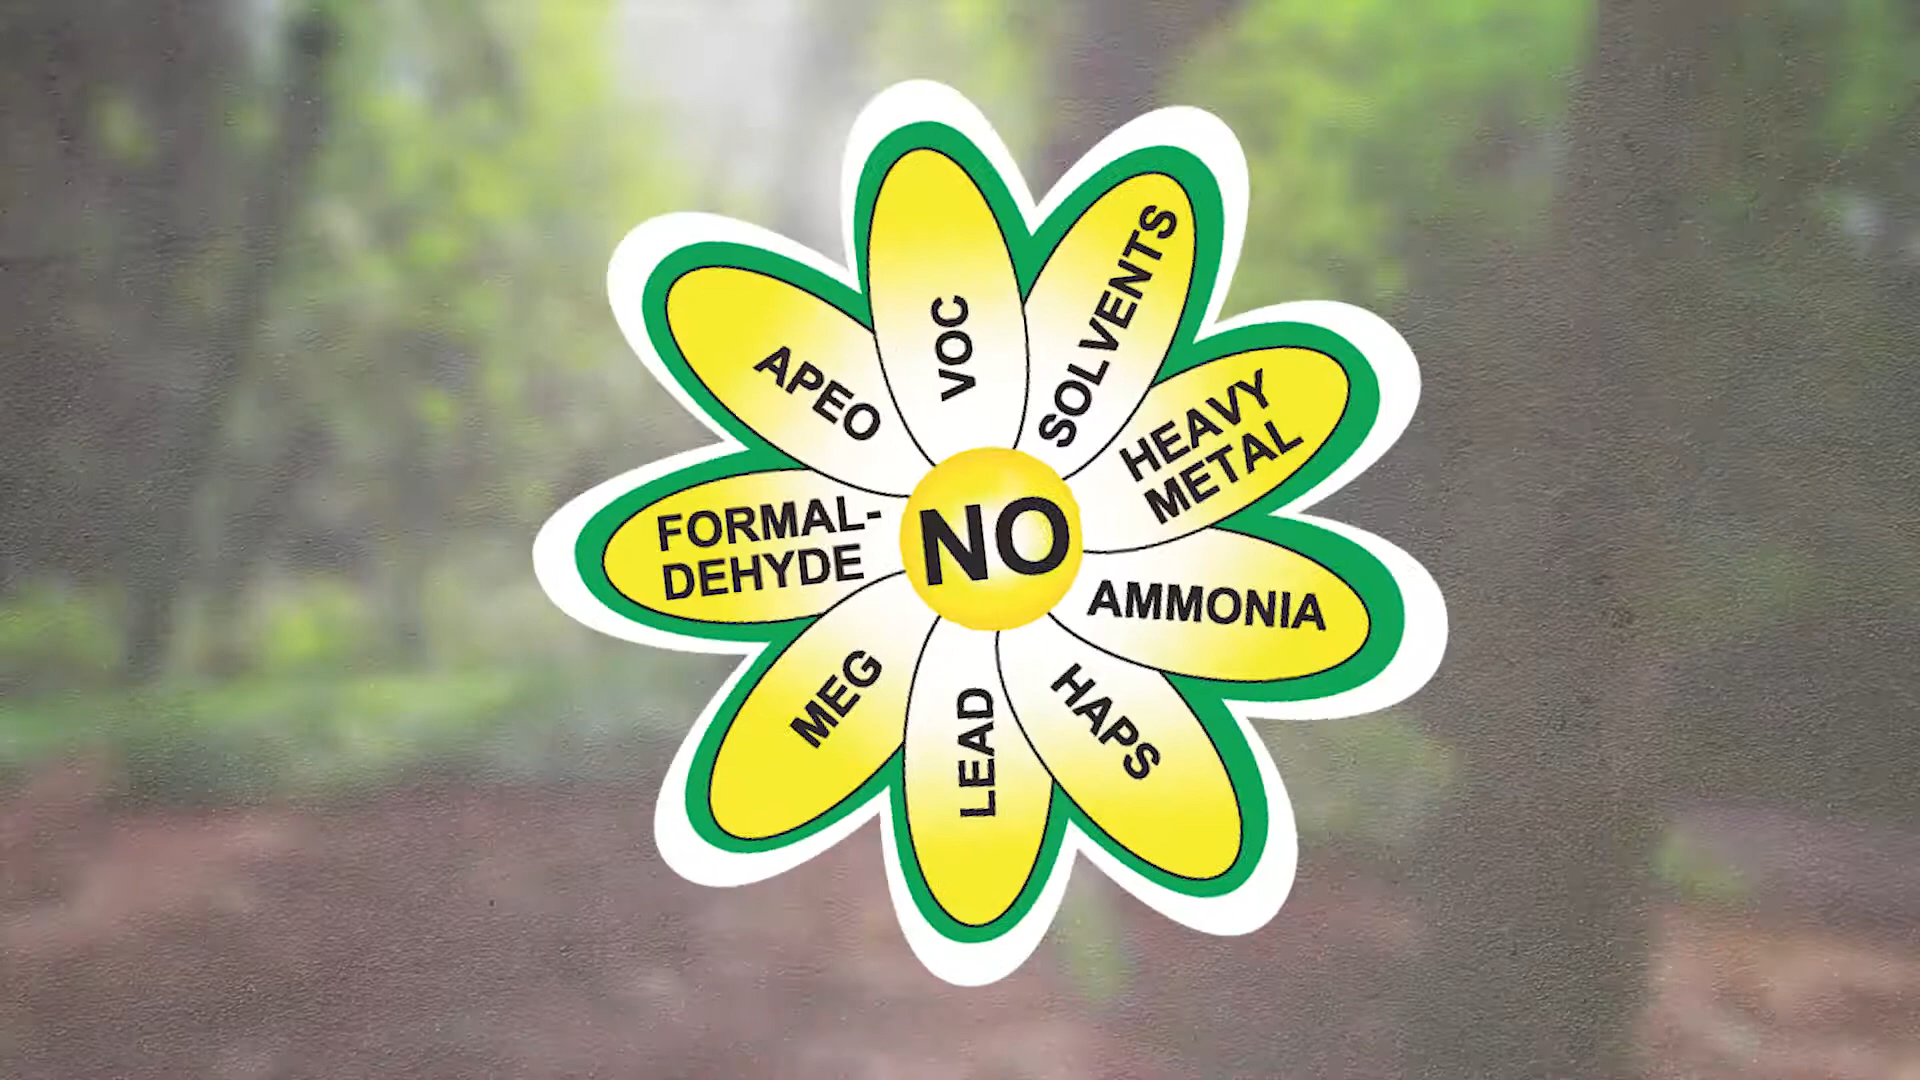 VOC
SOLVENTS
HEAVY
METAL
AMMONIA
HAPS
LEAD
MEG
FORMAL-
DEHYDE
APEO
NO